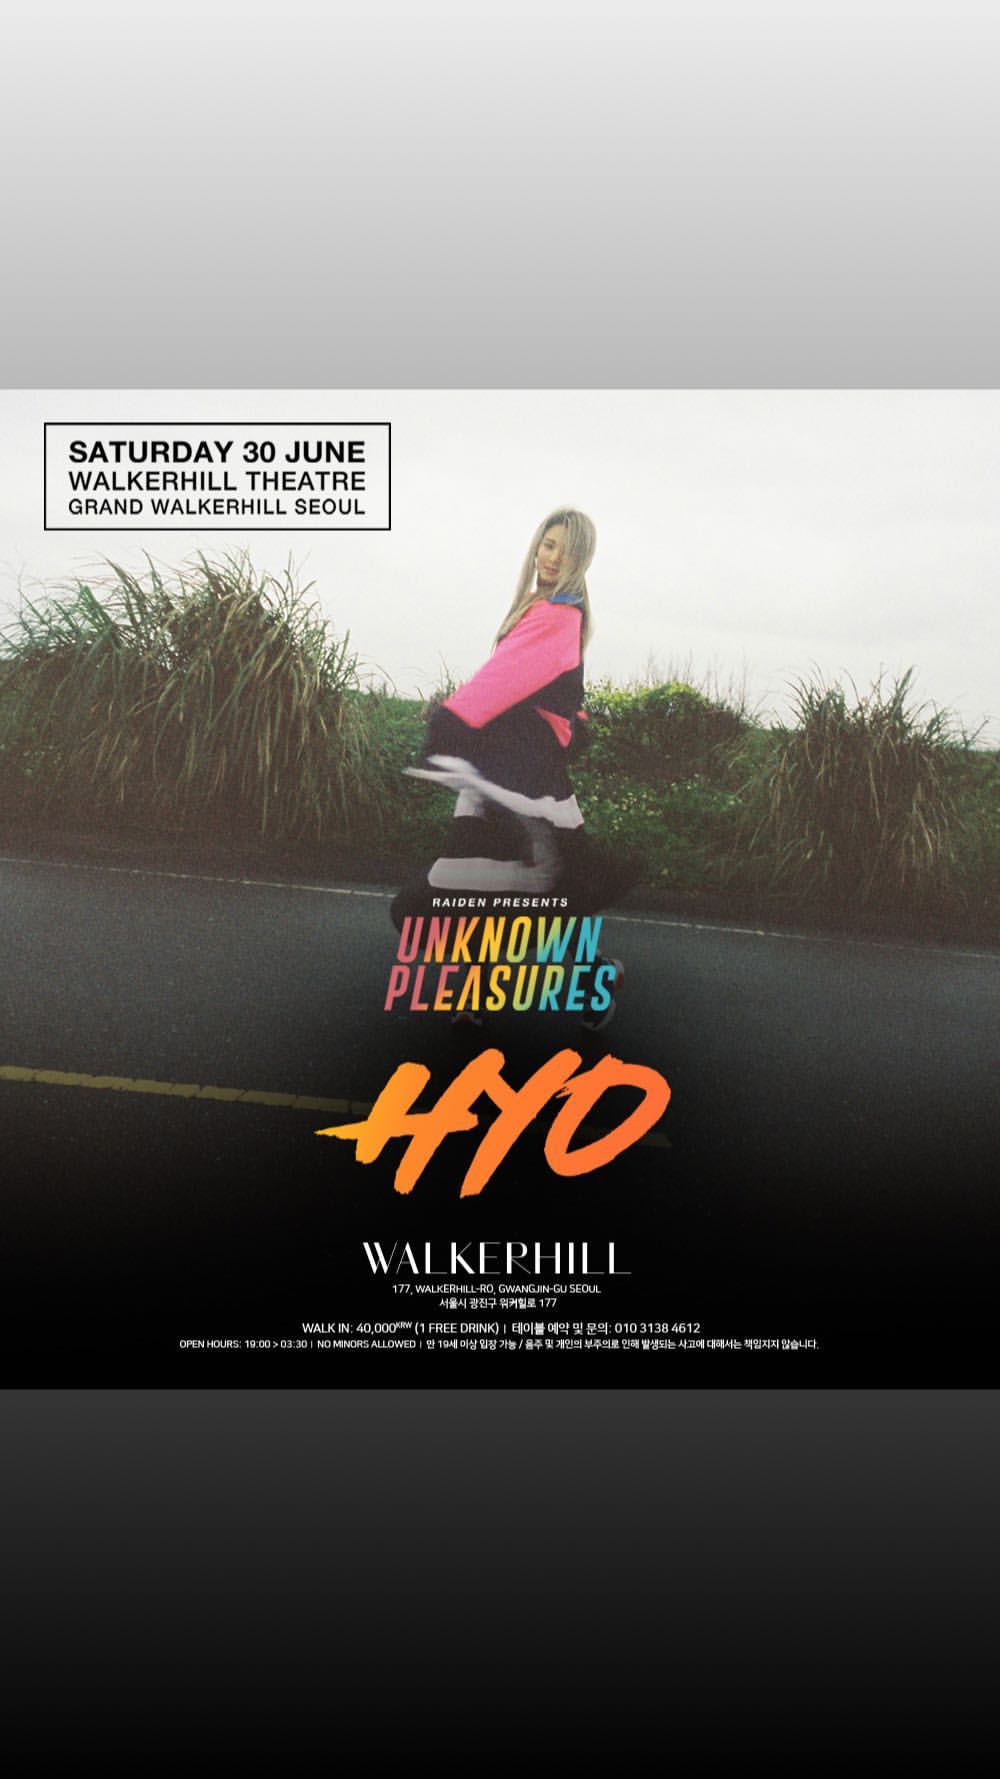 SATURDAY 30 JUNE
WALKERHILL THEATRE
GRAND WALKERHILL SEOUL
RAIDEN PRESENTS
UNKNOWN
PLEASURES
HYO
WALKERHILL
177, WALKERHILL-RO, GWANGJIN-GU SEOUL
서울시 광진구 워커힐로 177
WALK IN: 40,000KRW (1 FREE DRINK) | 테이블 예약 및 문의: 010 3138 4612
OPEN HOURS: 19:00 > 03:30 | NO MINORS ALLOWED | 만 19세 이상 입장 가능 / 음주 및 개인의 부주의로 인해 발생되는 사고에 대해서는 책임지지 않습니다.